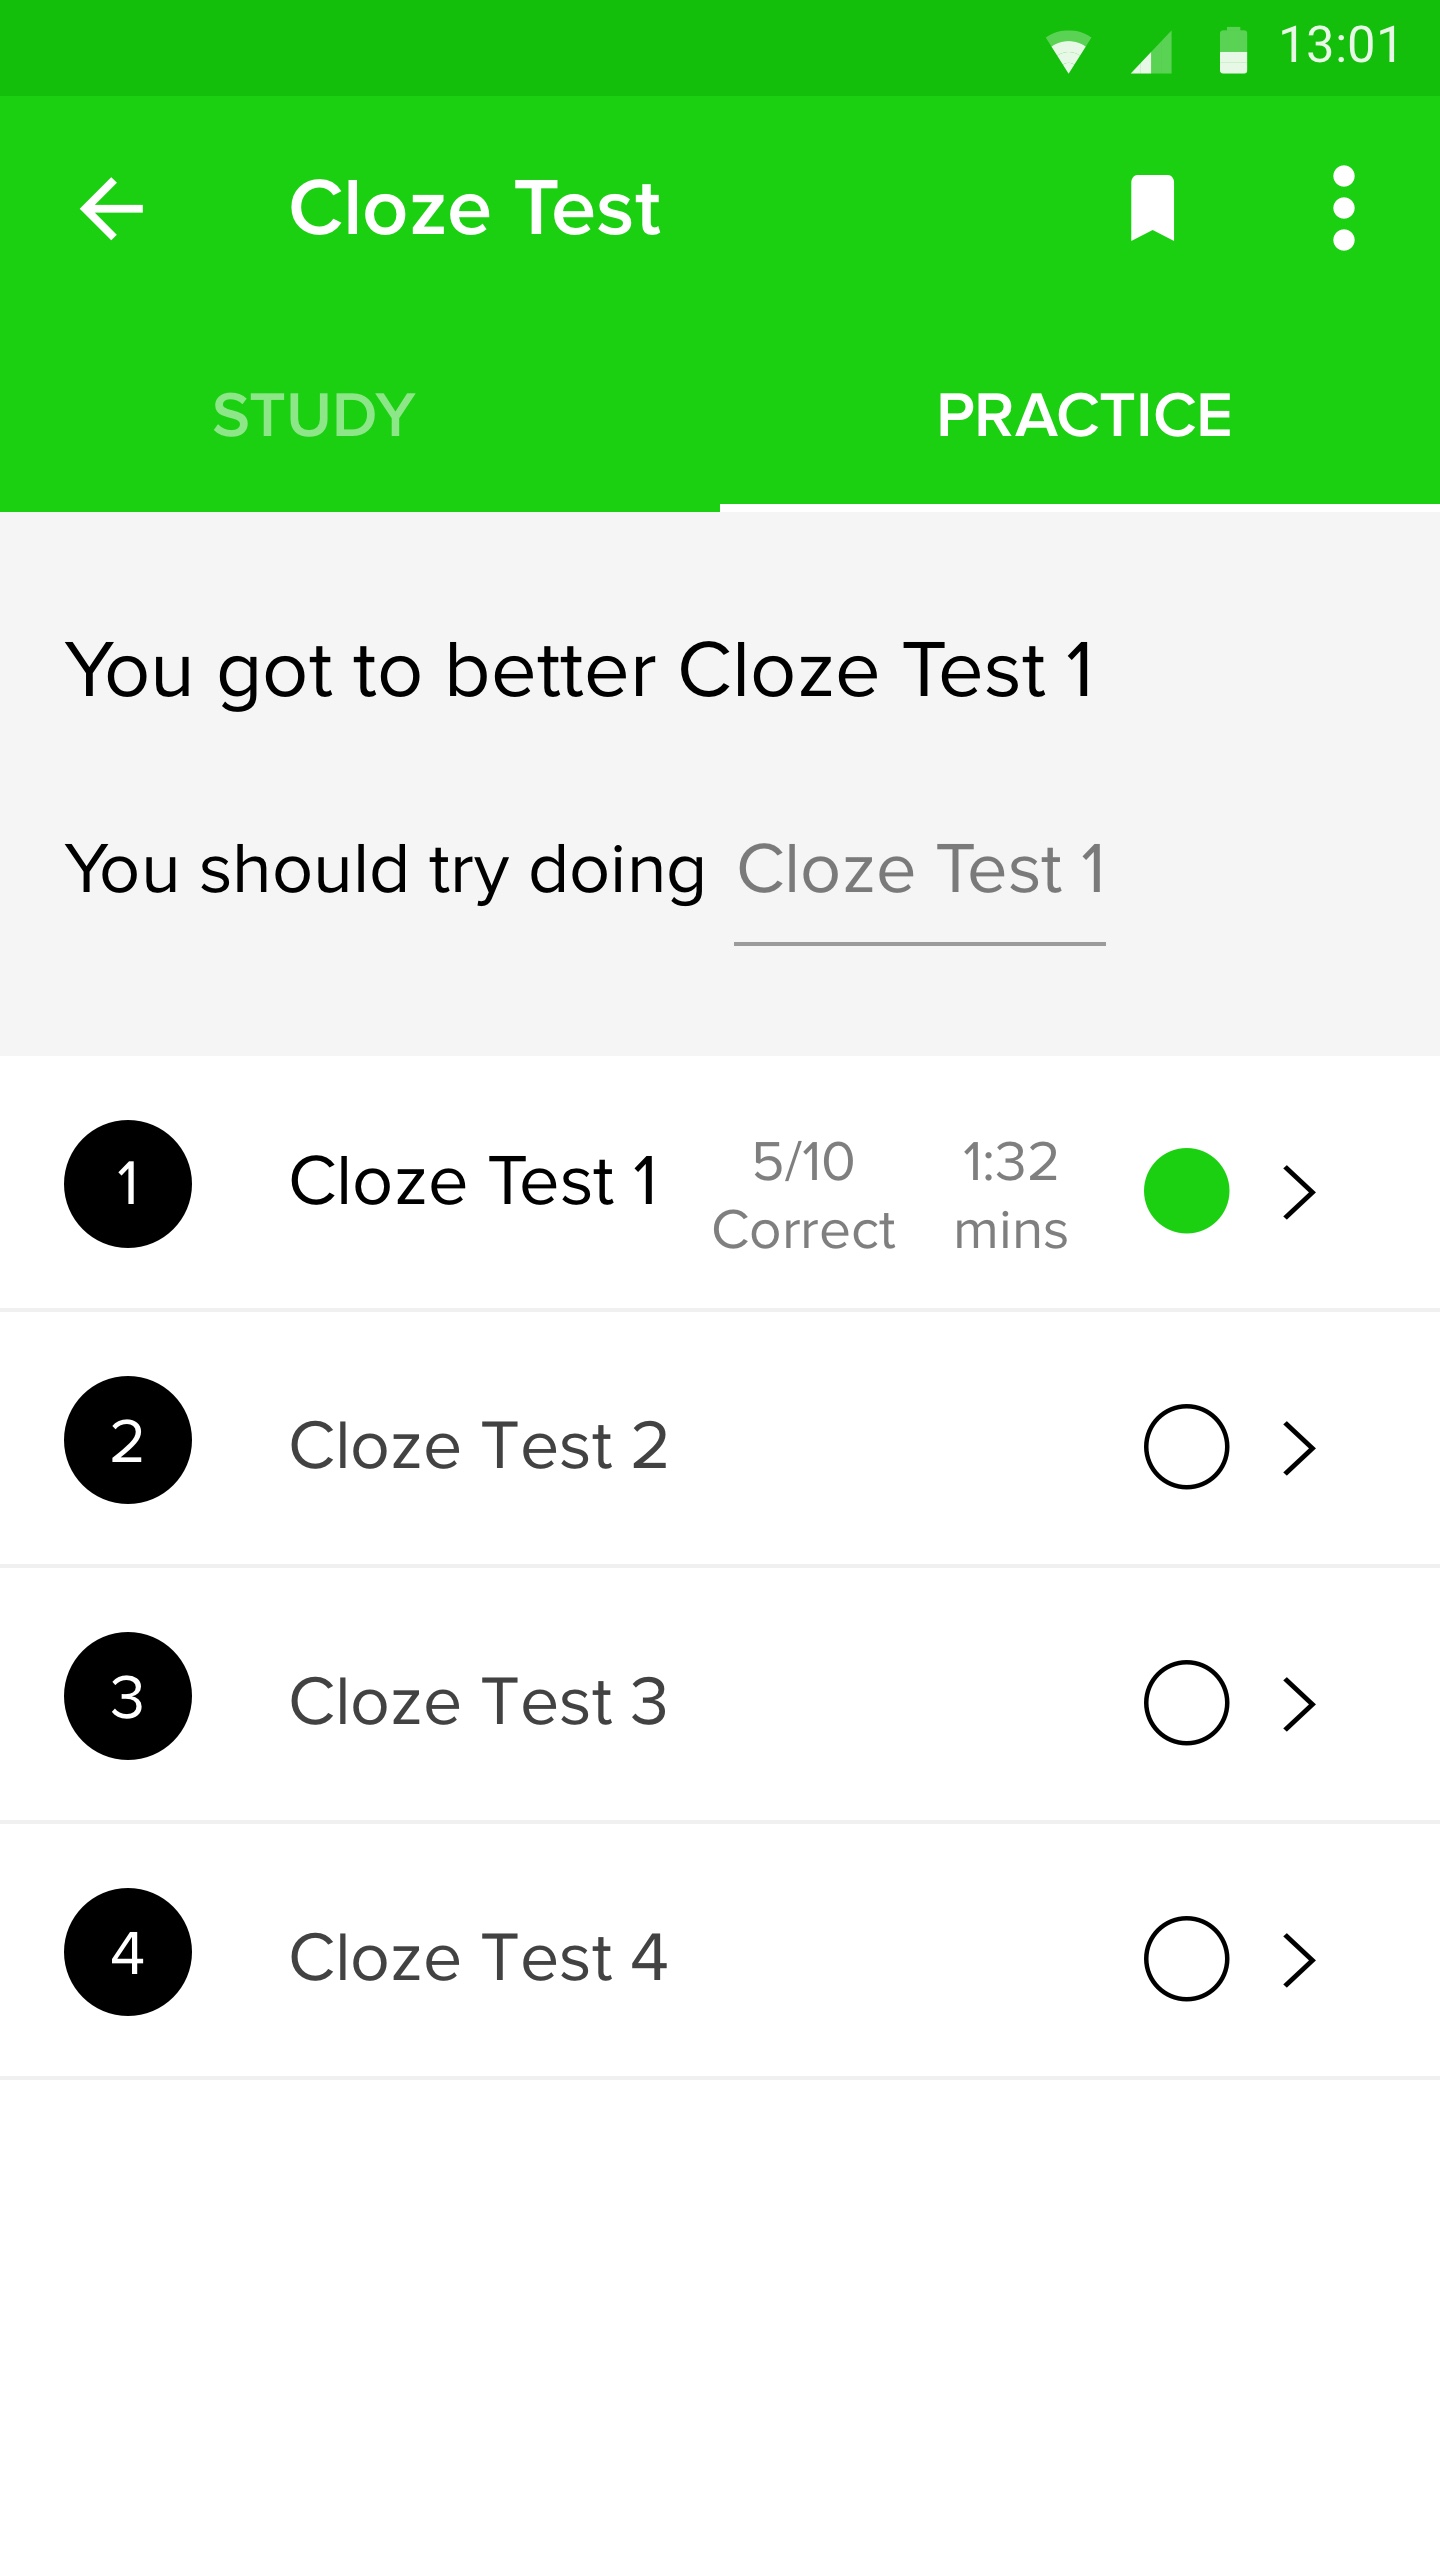 13:01
Cloze Test
STUDY PRACTICE
You got to better Cloze Test 1
You should try doing Cloze Test 1
1 Cloze Test 1 5/10 Correct 1:32 mins
2 Cloze Test 2
3 Cloze Test 3
4 Cloze Test 4